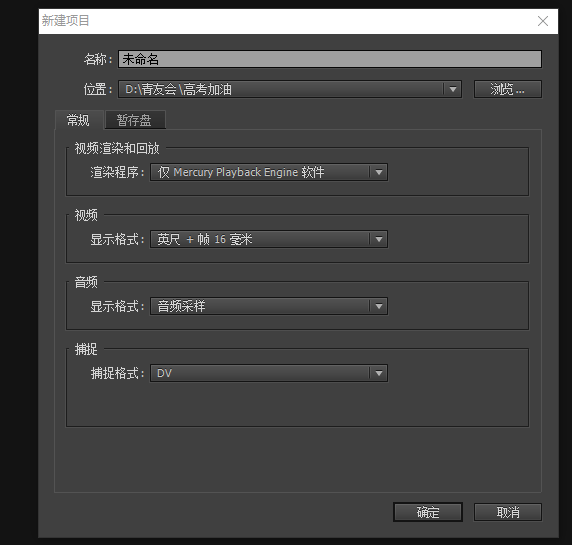 新建项目
名称: 未命名
位置: D:\青友会\高考加油 浏览...
常规 暂存盘
视频渲染和回放
渲染程序: 仅 Mercury Playback Engine 软件
视频
显示格式: 英尺 + 帧 16 毫米
音频
显示格式: 音频采样
捕捉
捕捉格式: DV
确定 取消